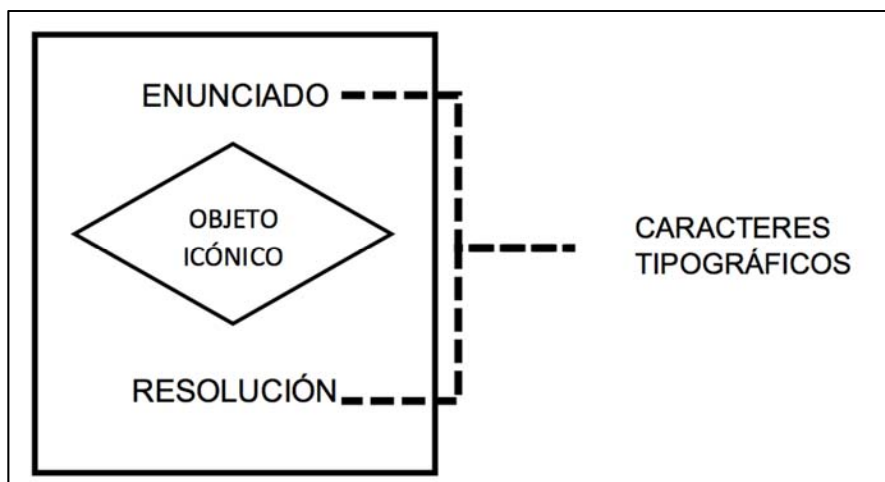 ENUNCIADO
OBJETO
ICÓNICO
CARACTERES
TIPOGRÁFICOS
RESOLUCIÓN